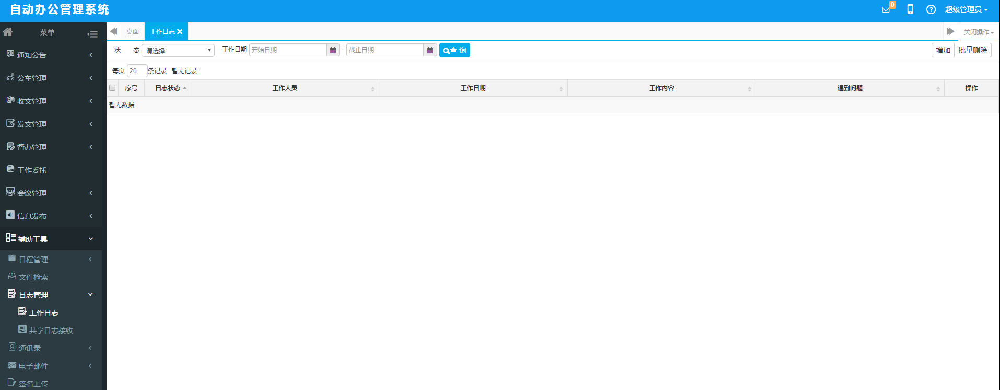 自动办公管理系统
0
超级管理员
菜单
桌面 工作日志
关闭操作
通知公告
公车管理
收文管理
发文管理
督办管理
工作委托
会议管理
信息发布
辅助工具
日程管理
文件检索
日志管理
工作日志
共享日志接收
通讯录
电子邮件
签名上传
状 态 请选择 工作日期 开始日期 - 截止日期 查 询 增加 批量删除
每页 20 条记录 暂无记录
序号 日志状态 工作人员 工作日期 工作内容 遇到问题 操作
暂无数据